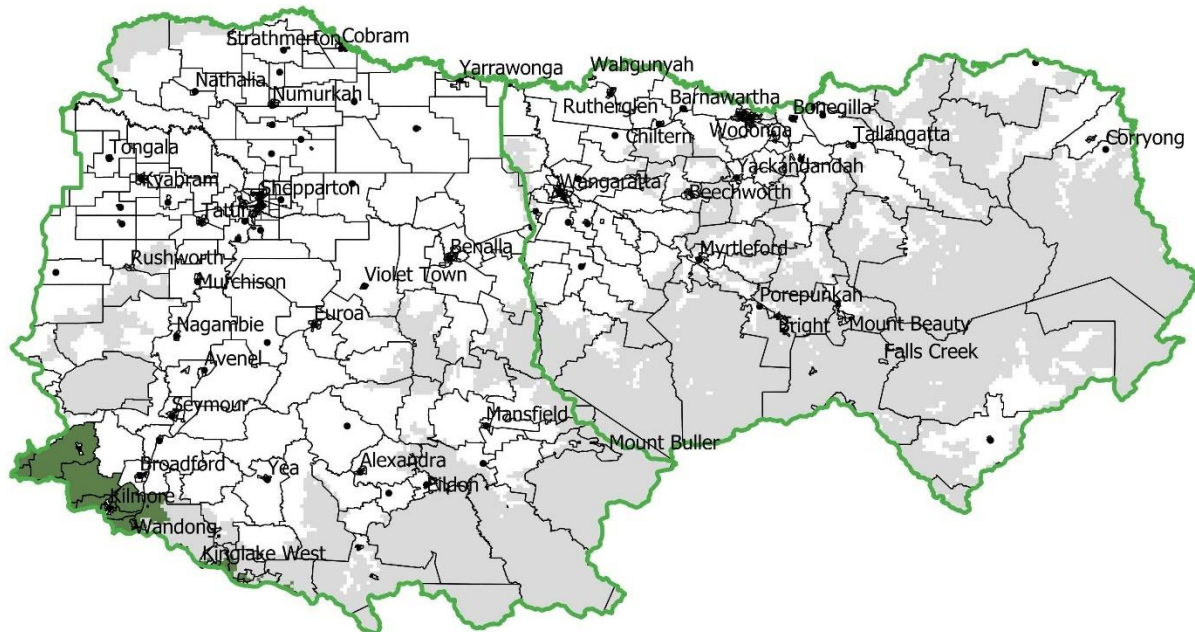 Strathmerton
Cobram
Yarrawonga
Wahgunyah
Nathalia
Numurkah
Rutherglen
Barnawartha
Bonegilla
Chiltern
Wodonga
Tallangatta
Corryong
Tongala
Kyabram
Shepparton
Wangaratta
Yackandandah
Beechworth
Tatura
Benalla
Myrtleford
Rushworth
Murchison
Violet Town
Euroa
Porepunkah
Bright
Mount Beauty
Nagambie
Falls Creek
Avenel
Seymour
Mansfield
Mount Buller
Broadford
Yea
Alexandra
Eildon
Kilmore
Wandong
Kinglake West